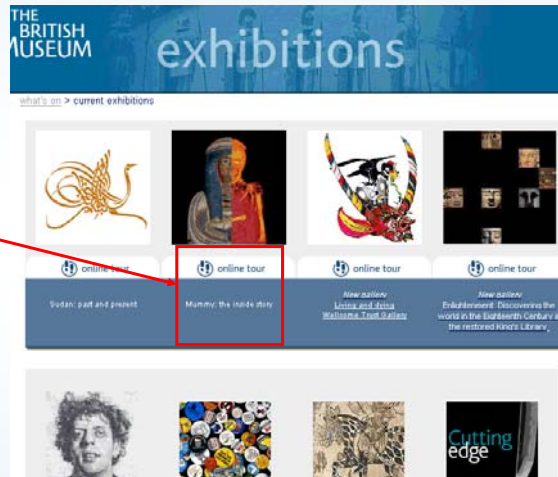 THE
BRITISH
MUSEUM
exhibitions
what's on > current exhibitions
online tour
online tour
online tour
online tour
Sudan: past and present
Mummy: the inside story
New gallery
Living and dying
Wellcome Trust Gallery
New gallery
Enlightenment: Discovering the
world in the Eighteenth Century in
the restored King's Library
Cutting
edge